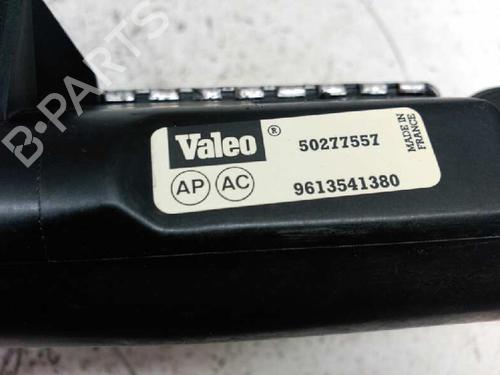 Valeo ® 50277557
AP AC 9613541380
MADE IN
FRANCE
B-PARTS